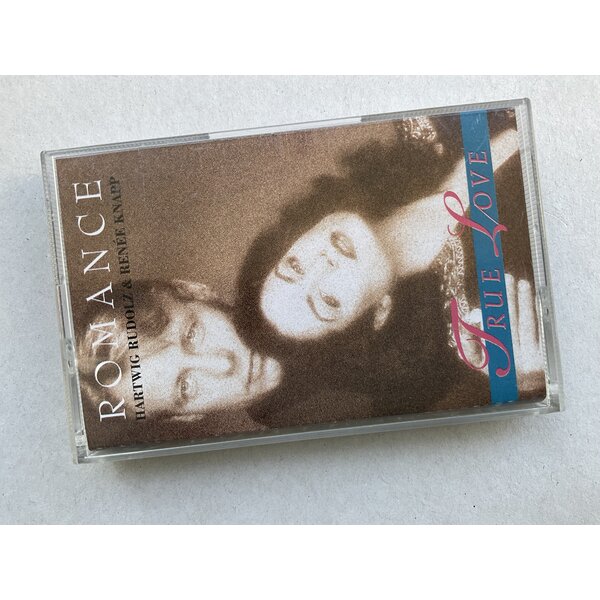 ROMANCE
HARTWIG RUDOLZ & RENÉE KNAPP
TRUE LOVE